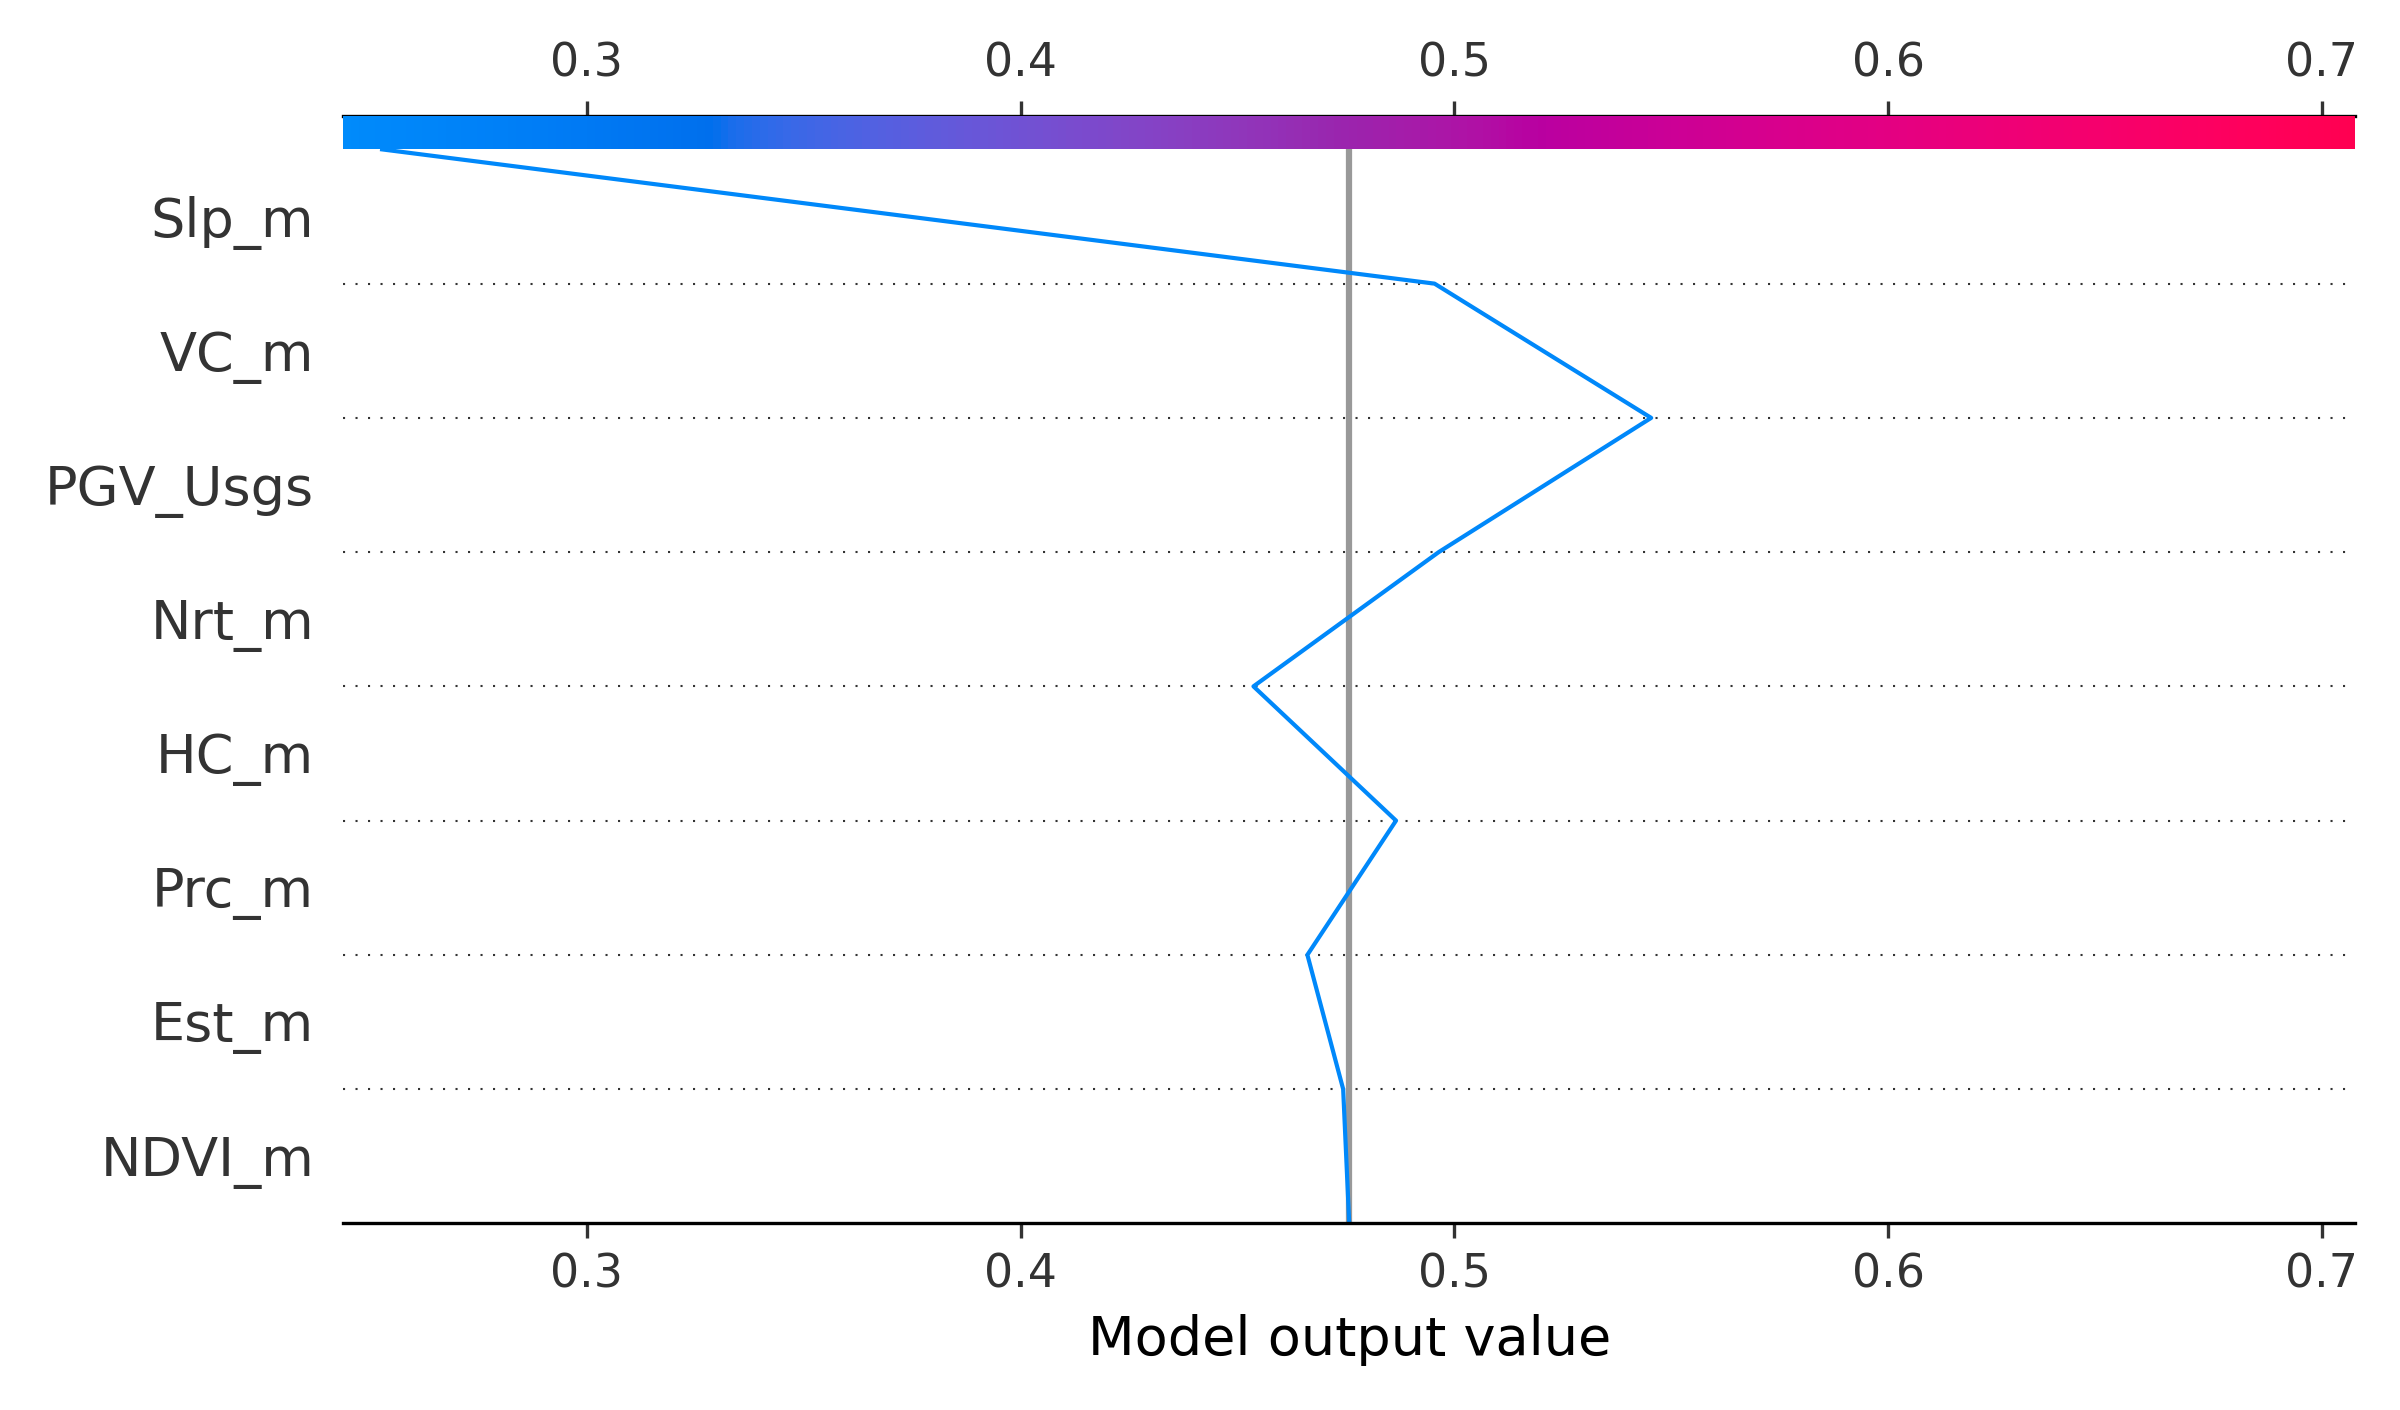 0.3 0.4 0.5 0.6 0.7
Slp_m
VC_m
PGV_Usgs
Nrt_m
HC_m
Prc_m
Est_m
NDVI_m
0.3 0.4 0.5 0.6 0.7
Model output value